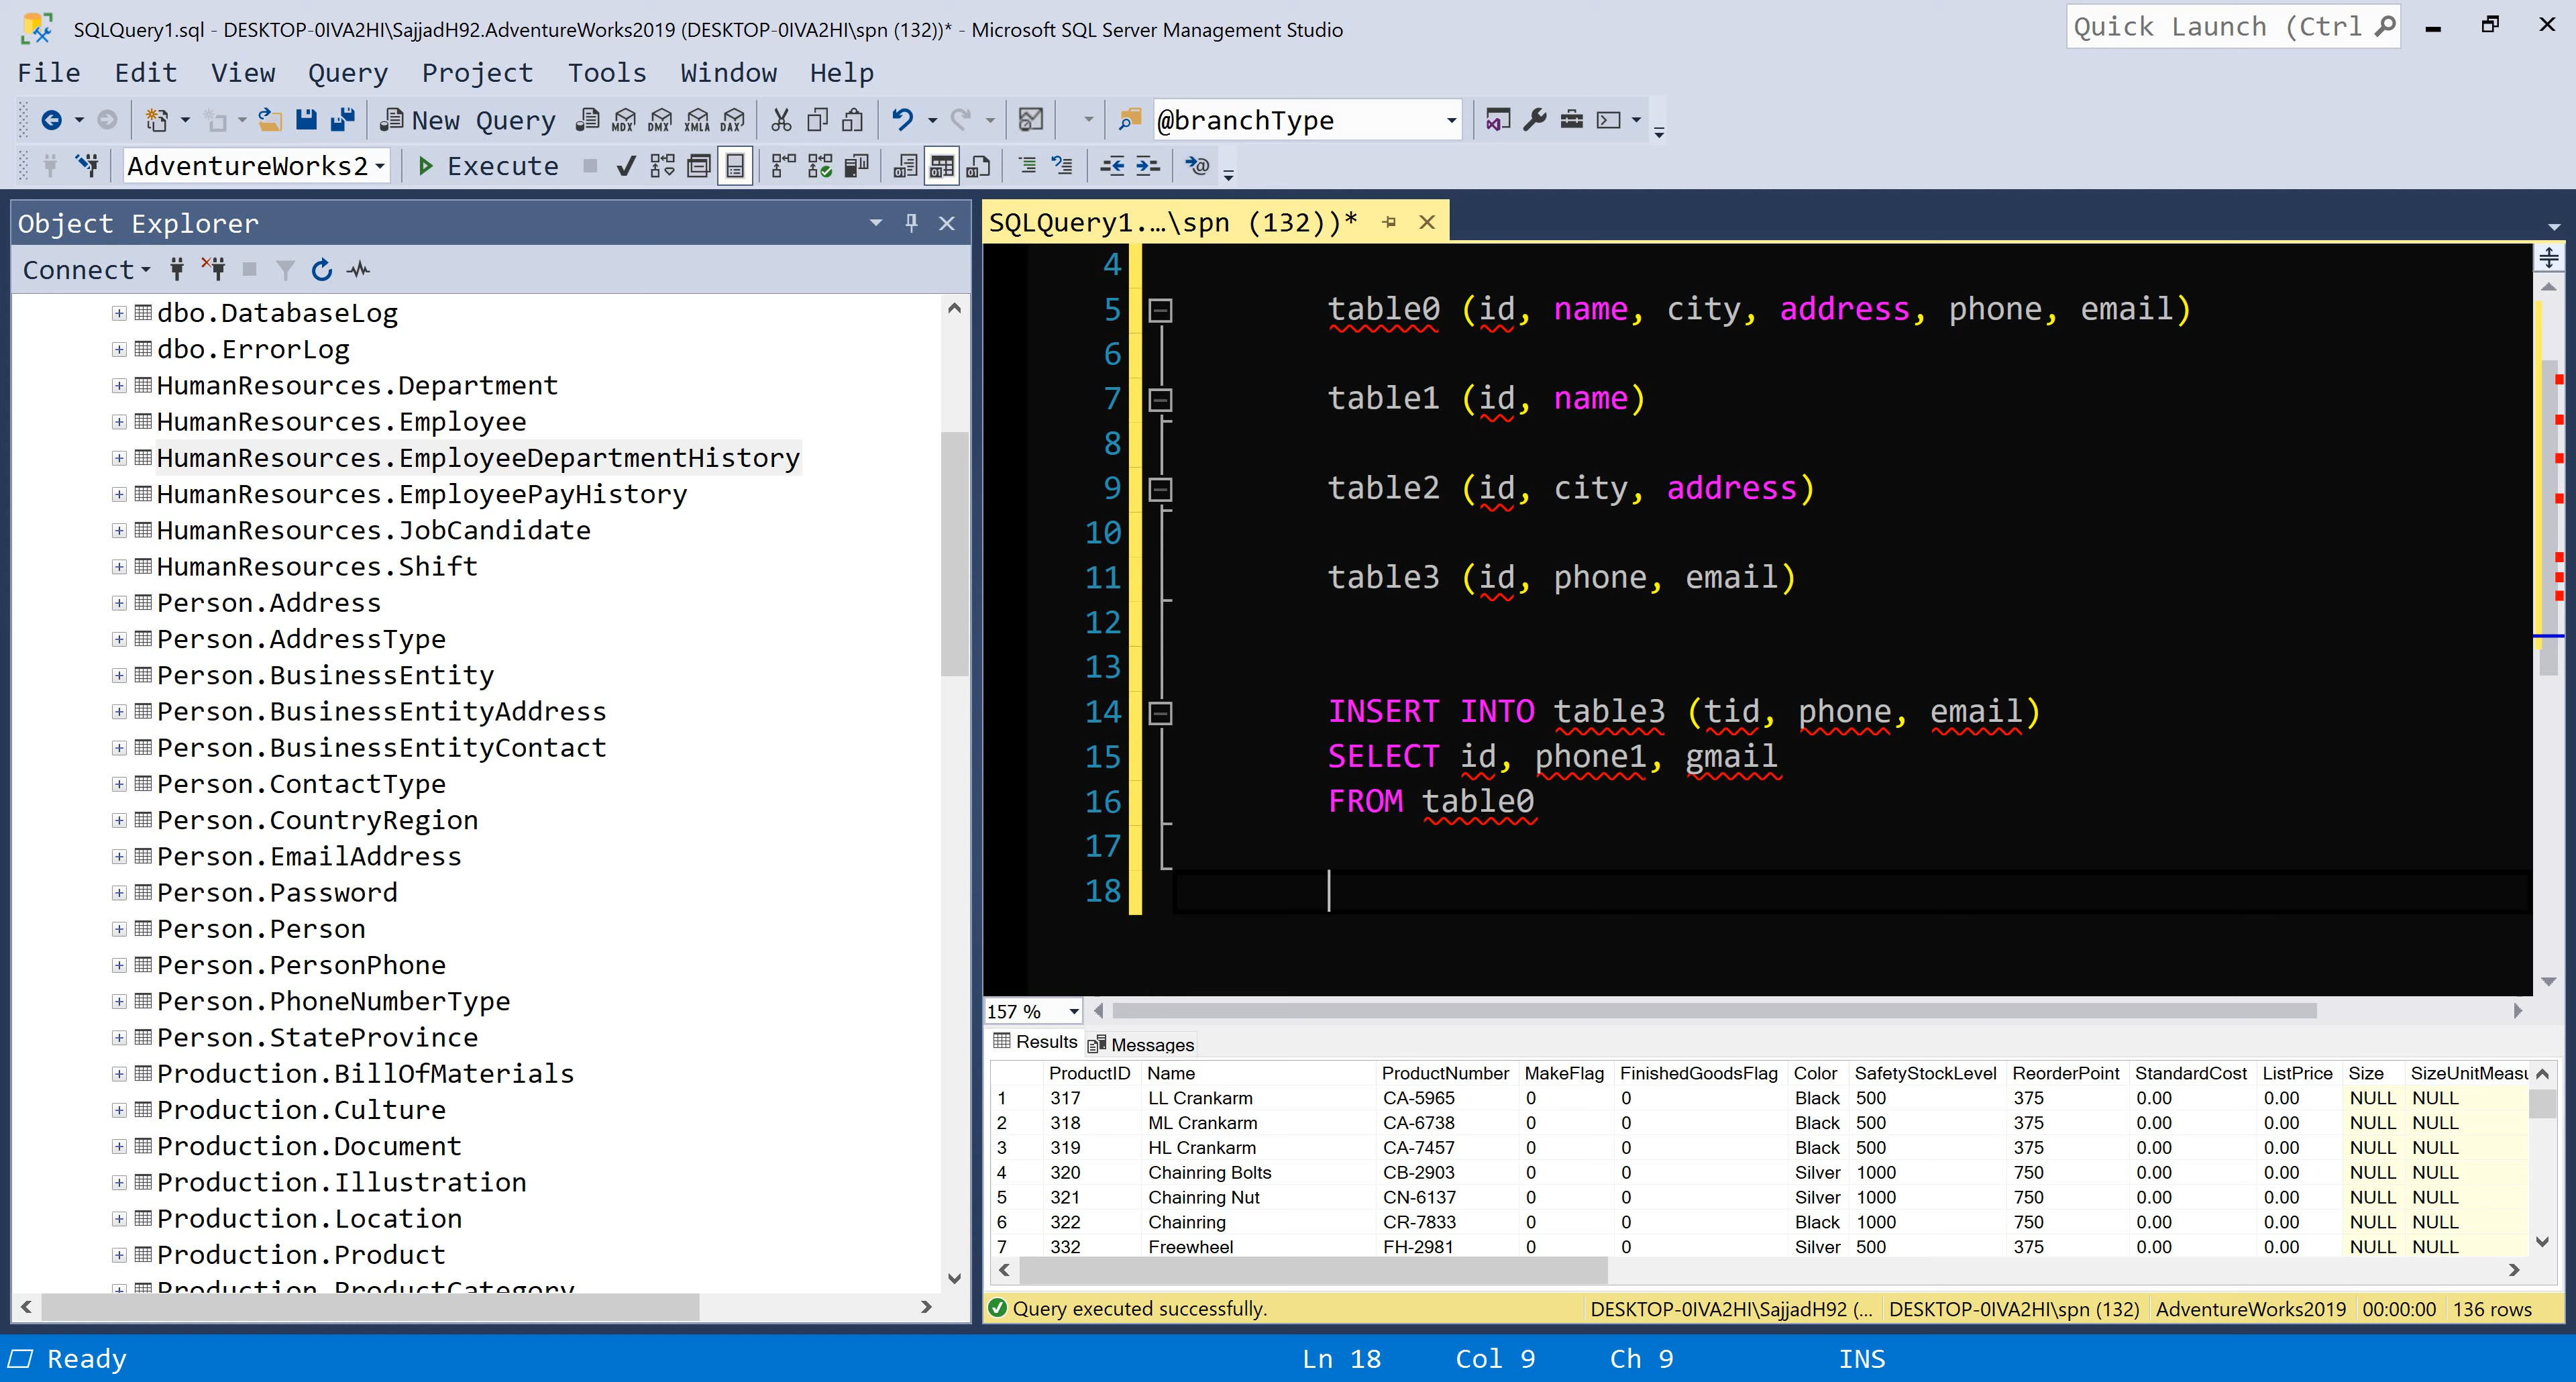 SQLQuery1.sql - DESKTOP-0IVA2HI\SajjadH92.AdventureWorks2019 (DESKTOP-0IVA2HI\spn (132))* - Microsoft SQL Server Management Studio
Quick Launch (Ctrl
File Edit View Query Project Tools Window Help
New Query MDX DMX XMLA DAX @branchType
AdventureWorks2 Execute
Object Explorer
Connect
dbo.DatabaseLog
dbo.ErrorLog
HumanResources.Department
HumanResources.Employee
HumanResources.EmployeeDepartmentHistory
HumanResources.EmployeePayHistory
HumanResources.JobCandidate
HumanResources.Shift
Person.Address
Person.AddressType
Person.BusinessEntity
Person.BusinessEntityAddress
Person.BusinessEntityContact
Person.ContactType
Person.CountryRegion
Person.EmailAddress
Person.Password
Person.Person
Person.PersonPhone
Person.PhoneNumberType
Person.StateProvince
Production.BillOfMaterials
Production.Culture
Production.Document
Production.Illustration
Production.Location
Production.Product
Production.ProductCategory
SQLQuery1.…\spn (132))*
4
5 table0 (id, name, city, address, phone, email)
6
7 table1 (id, name)
8
9 table2 (id, city, address)
10
11 table3 (id, phone, email)
12
13
14 INSERT INTO table3 (tid, phone, email)
15 SELECT id, phone1, gmail
16 FROM table0
17
18
157 %
Results Messages
ProductID Name ProductNumber MakeFlag FinishedGoodsFlag Color SafetyStockLevel ReorderPoint StandardCost ListPrice Size SizeUnitMeasu
1 317 LL Crankarm CA-5965 0 0 Black 500 375 0.00 0.00 NULL NULL
2 318 ML Crankarm CA-6738 0 0 Black 500 375 0.00 0.00 NULL NULL
3 319 HL Crankarm CA-7457 0 0 Black 500 375 0.00 0.00 NULL NULL
4 320 Chainring Bolts CB-2903 0 0 Silver 1000 750 0.00 0.00 NULL NULL
5 321 Chainring Nut CN-6137 0 0 Silver 1000 750 0.00 0.00 NULL NULL
6 322 Chainring CR-7833 0 0 Black 1000 750 0.00 0.00 NULL NULL
7 332 Freewheel FH-2981 0 0 Silver 500 375 0.00 0.00 NULL NULL
Query executed successfully. DESKTOP-0IVA2HI\SajjadH92 (... DESKTOP-0IVA2HI\spn (132) AdventureWorks2019 00:00:00 136 rows
Ready Ln 18 Col 9 Ch 9 INS